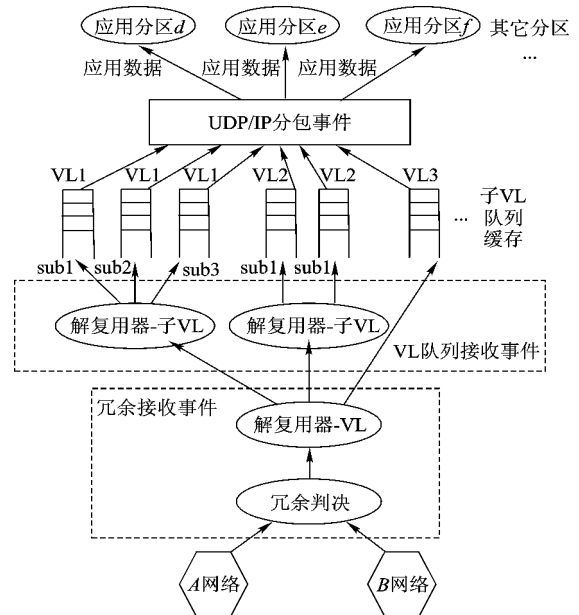 应用分区d
应用分区e
应用分区f
其它分区
...
应用数据
应用数据
应用数据
UDP/IP分包事件
VL1
VL1
VL1
VL2
VL2
VL3
...
子VL
队列
缓存
sub1
sub2
sub3
sub1
sub1
解复用器-子VL
解复用器-子VL
VL队列接收事件
冗余接收事件
解复用器-VL
冗余判决
A网络
B网络